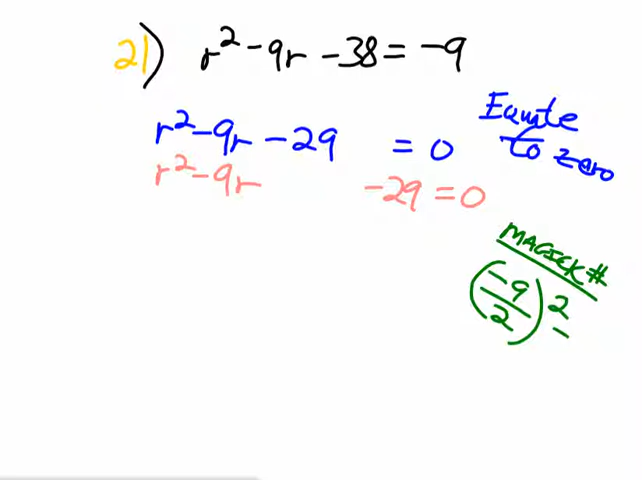 21) r² - 9r - 38 = -9
r² - 9r - 29 = 0 Equate to zero
r² - 9r - 29 = 0
MAGICK #
(-9/2)² -